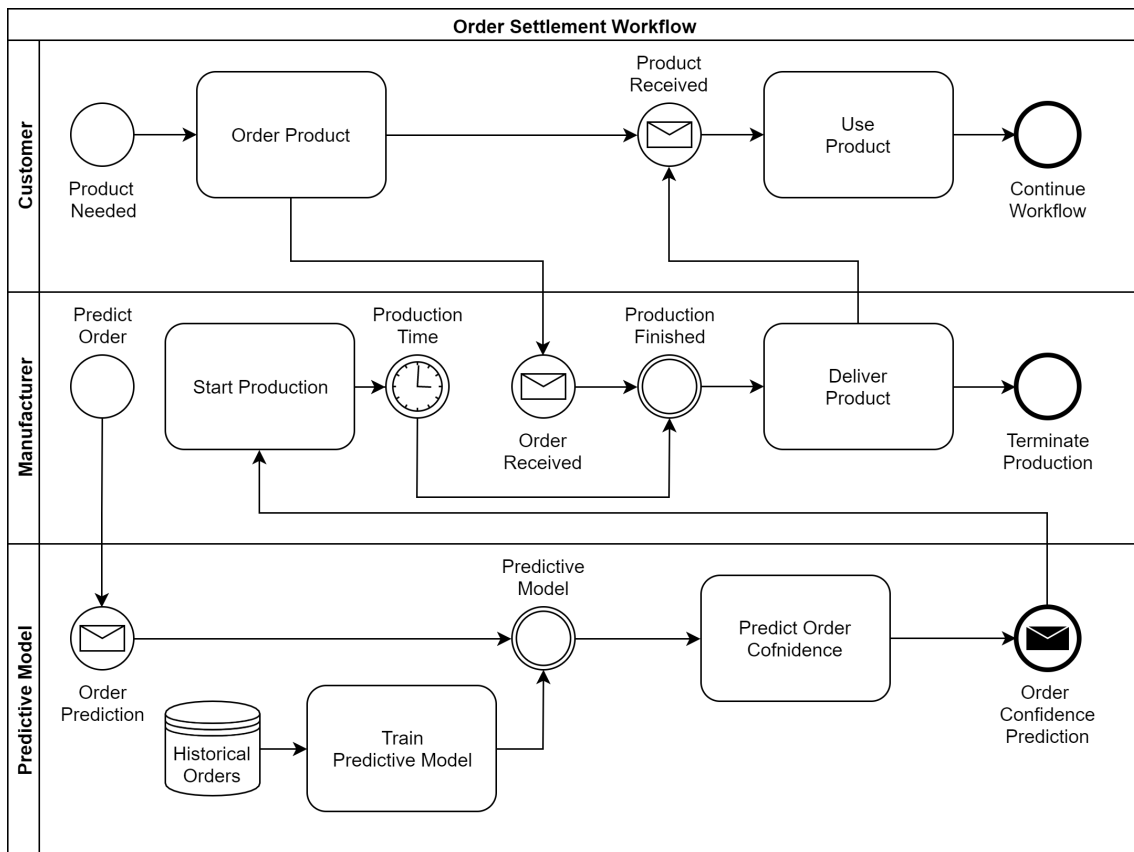 Order Settlement Workflow
Customer
Product
Needed
Order Product
Product
Received
Use
Product
Continue
Workflow
Manufacturer
Predict
Order
Start Production
Production
Time
Order
Received
Production
Finished
Deliver
Product
Terminate
Production
Predictive Model
Order
Prediction
Historical
Orders
Train
Predictive Model
Predictive
Model
Predict Order
Cofnidence
Order
Confidence
Prediction